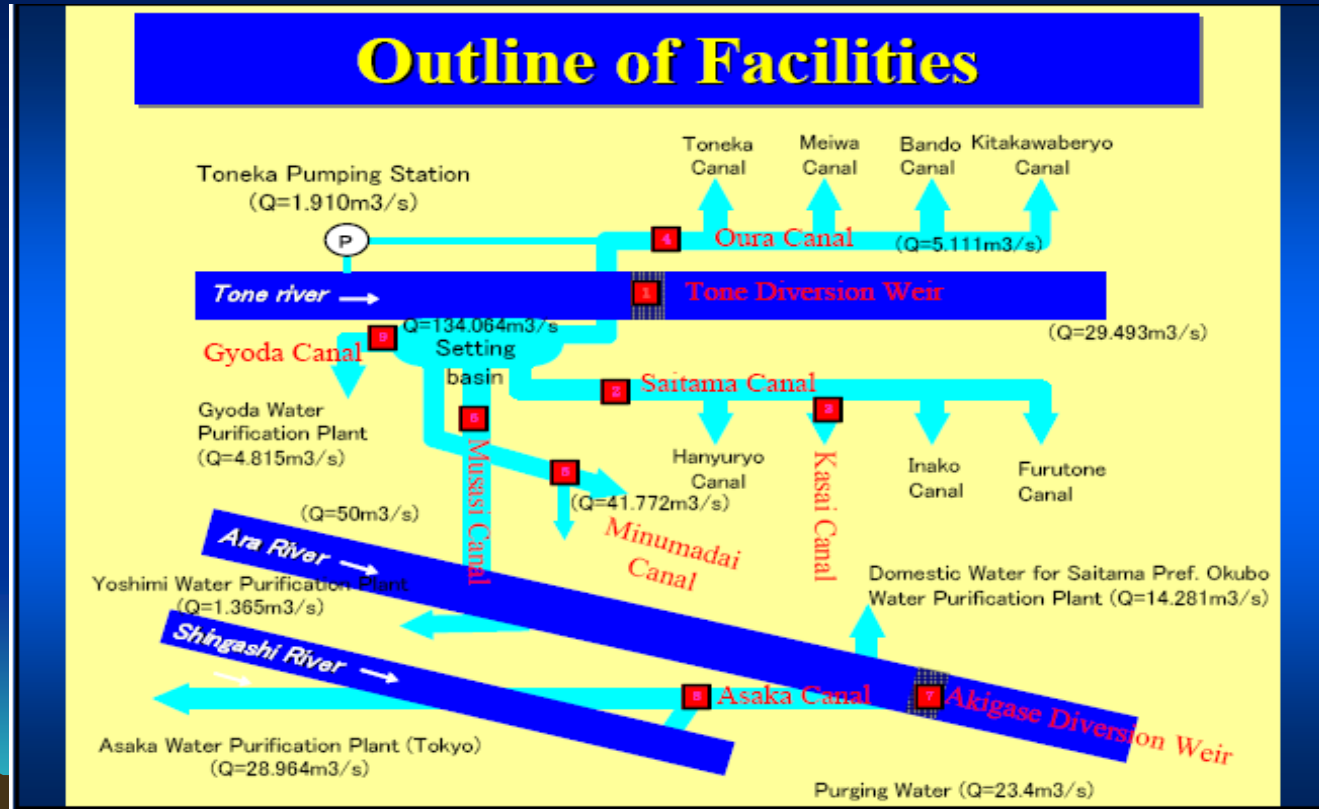 Outline of Facilities
Toneka Pumping Station
(Q=1.910m3/s)
P
Toneka
Canal
Meiwa
Canal
Bando
Canal
Kitakawaberyo
Canal
4
Oura Canal
(Q=5.111m3/s)
Tone river
1
Tone Diversion Weir
(Q=29.493m3/s)
Q=134.064m3/s
Setting
basin
9
Gyoda Canal
Gyoda Water
Purification Plant
(Q=4.815m3/s)
2
Saitama Canal
3
Hanyuryo
Canal
Kasai Canal
Inako
Canal
Furutone
Canal
Musasi Canal
(Q=41.772m3/s)
Minumadai
Canal
(Q=50m3/s)
Ara River
Yoshimi Water Purification Plant
(Q=1.365m3/s)
Domestic Water for Saitama Pref. Okubo
Water Purification Plant (Q=14.281m3/s)
Shingashi River
Asaka Canal
7
Akigase Diversion Weir
Asaka Water Purification Plant (Tokyo)
(Q=28.964m3/s)
Purging Water (Q=23.4m3/s)